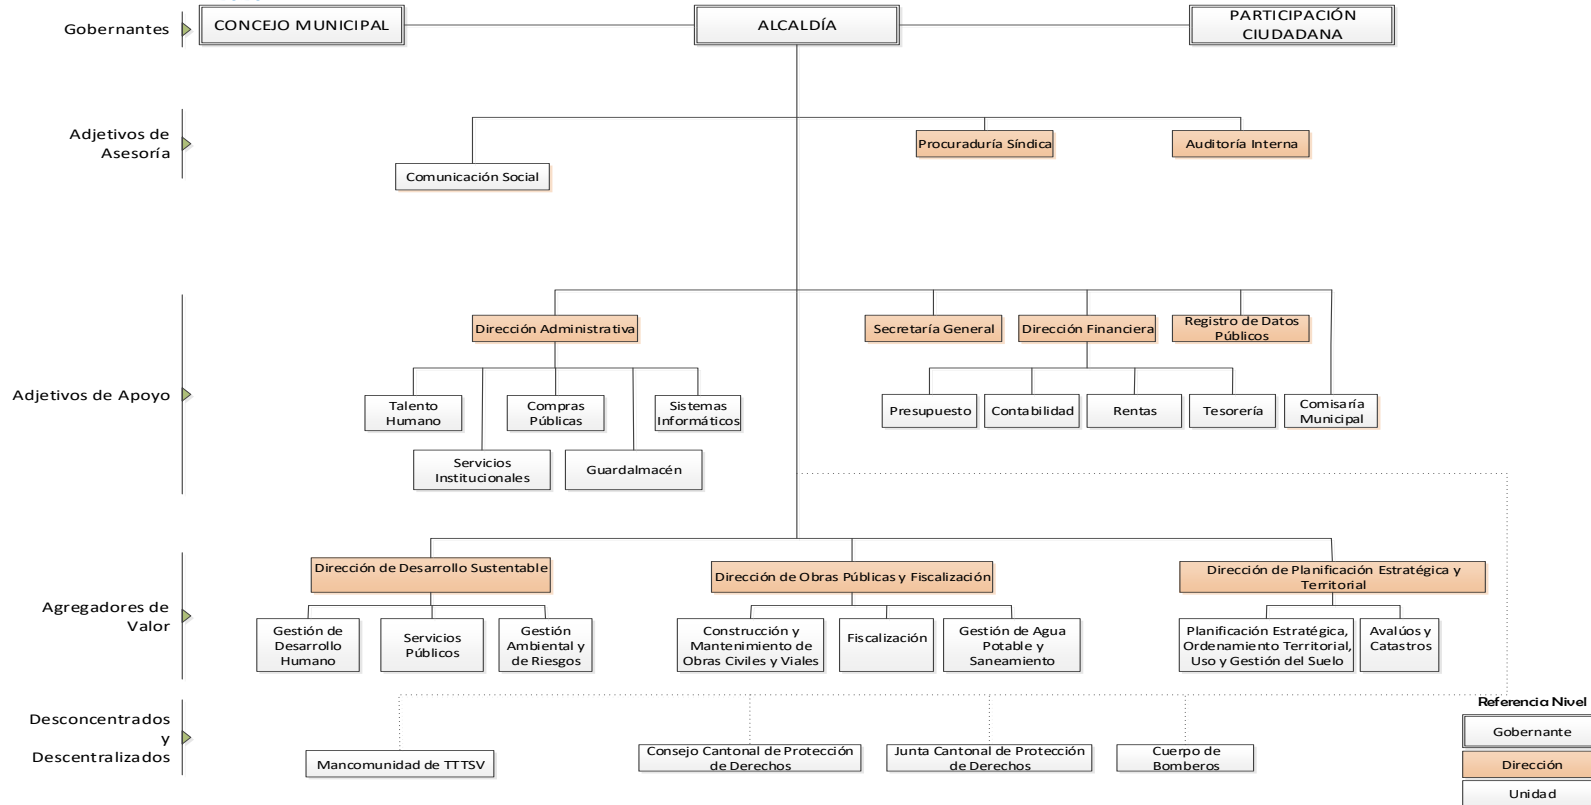 Gobernantes
CONCEJO MUNICIPAL
ALCALDÍA
PARTICIPACIÓN
CIUDADANA
Adjetivos de
Asesoría
Procuraduría Síndica
Auditoría Interna
Comunicación Social
Adjetivos de Apoyo
Dirección Administrativa
Secretaría General
Dirección Financiera
Registro de Datos
Públicos
Talento
Humano
Compras
Públicas
Sistemas
Informáticos
Presupuesto
Contabilidad
Rentas
Tesorería
Comisaría
Municipal
Servicios
Institucionales
Guardalmacén
Agregadores de
Valor
Dirección de Desarrollo Sustentable
Dirección de Obras Públicas y Fiscalización
Dirección de Planificación Estratégica y
Territorial
Gestión de
Desarrollo
Humano
Servicios
Públicos
Gestión
Ambiental y
de Riesgos
Construcción y
Mantenimiento de
Obras Civiles y Viales
Fiscalización
Gestión de Agua
Potable y
Saneamiento
Planificación Estratégica,
Ordenamiento Territorial,
Uso y Gestión del Suelo
Avalúos y
Catastros
Desconcentrados
y
Descentralizados
Mancomunidad de TTTSV
Consejo Cantonal de Protección
de Derechos
Junta Cantonal de Protección
de Derechos
Cuerpo de
Bomberos
Referencia Nivel
Gobernante
Dirección
Unidad